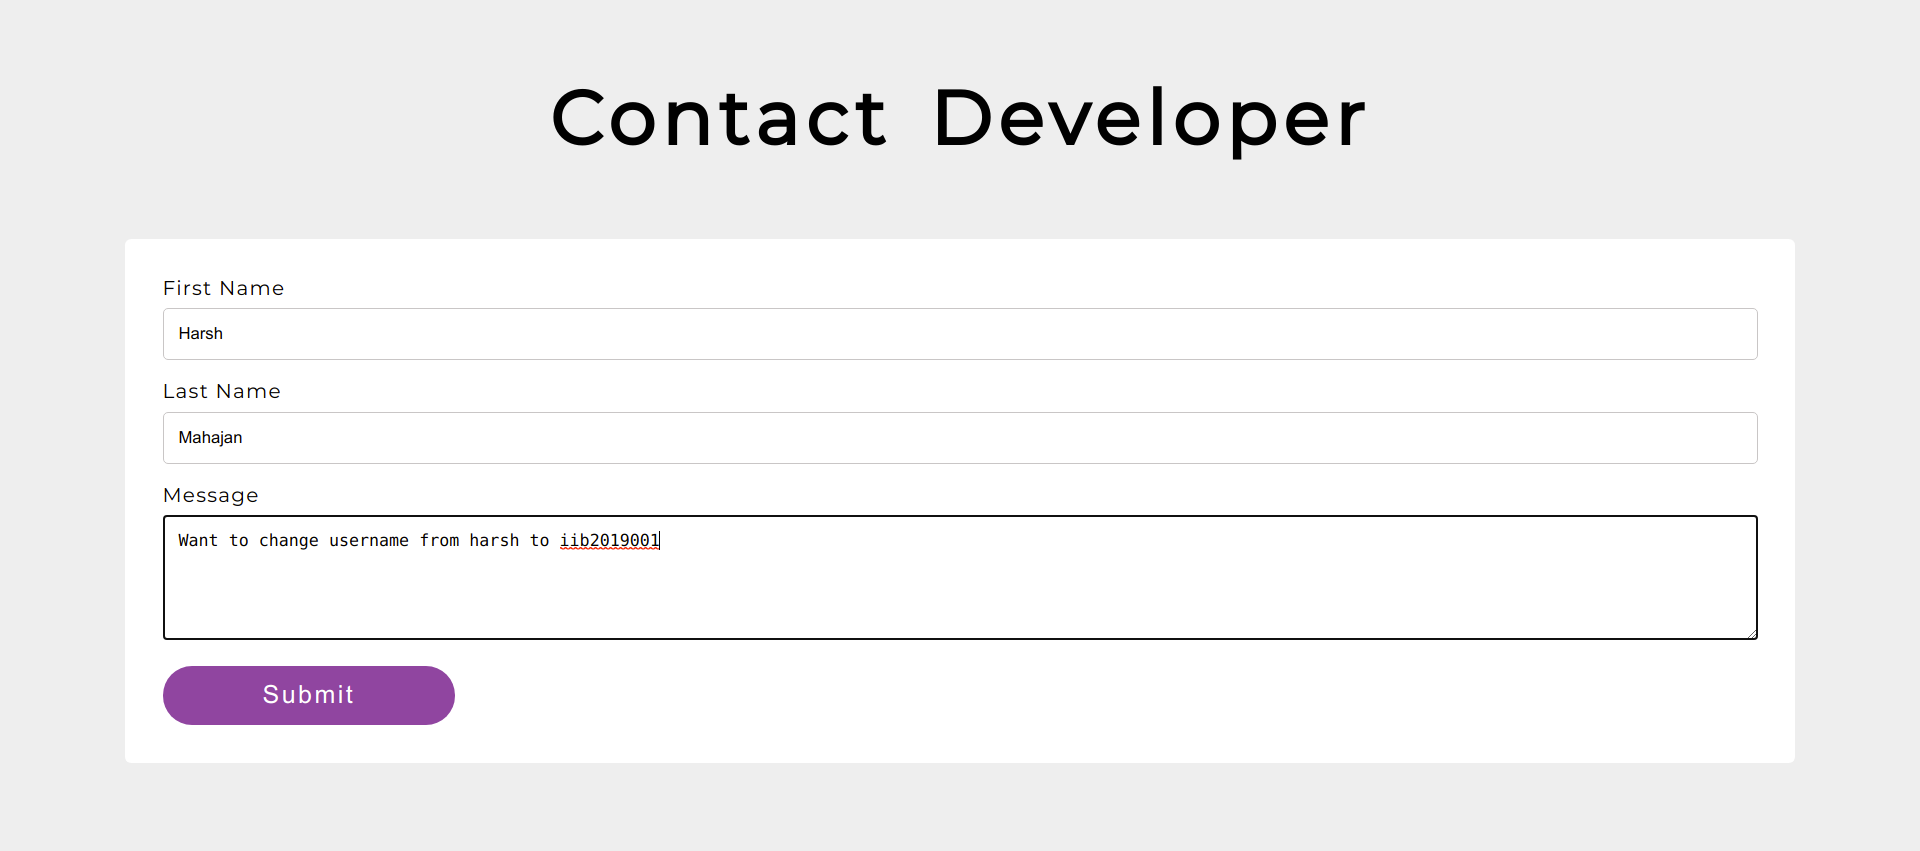 Contact Developer
First Name
Harsh
Last Name
Mahajan
Message
Want to change username from harsh to iib2019001
Submit